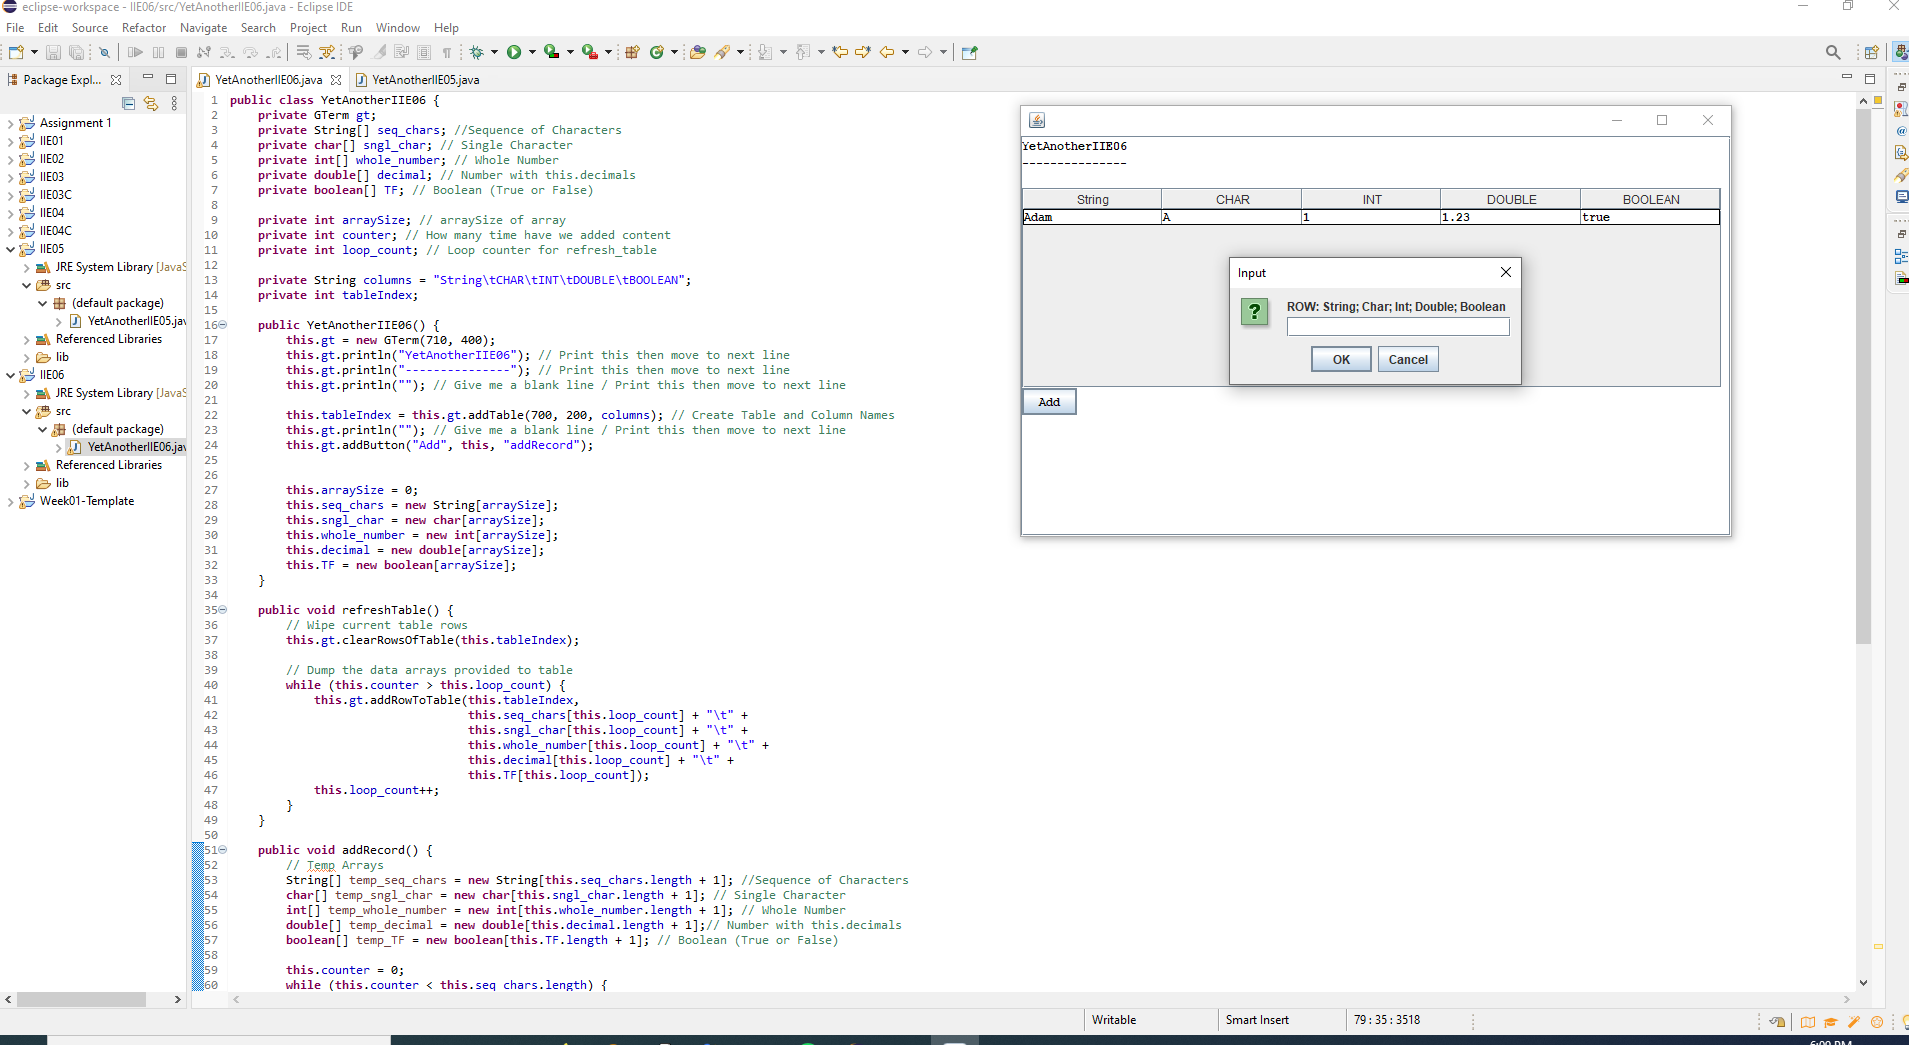 eclipse-workspace - IIE06/src/YetAnotherIIE06.java - Eclipse IDE
File Edit Source Refactor Navigate Search Project Run Window Help
Package Expl...
YetAnotherIIE06.java
YetAnotherIIE05.java
Assignment 1
IIE01
IIE02
IIE03
IIE03C
IIE04
IIE04C
IIE05
JRE System Library [JavaS
src
(default package)
YetAnotherIIE05.jav
Referenced Libraries
lib
IIE06
JRE System Library [JavaS
src
(default package)
YetAnotherIIE06.jav
Referenced Libraries
lib
Week01-Template
1 public class YetAnotherIIE06 {
2 private GTerm gt;
3 private String[] seq_chars; //Sequence of Characters
4 private char[] sngl_char; // Single Character
5 private int[] whole_number; // Whole Number
6 private double[] decimal; // Number with this.decimals
7 private boolean[] TF; // Boolean (True or False)
8
9 private int arraySize; // arraySize of array
10 private int counter; // How many time have we added content
11 private int loop_count; // Loop counter for refresh_table
12
13 private String columns = "String\tCHAR\tINT\tDOUBLE\tBOOLEAN";
14 private int tableIndex;
15
16 public YetAnotherIIE06() {
17 this.gt = new GTerm(710, 400);
18 this.gt.println("YetAnotherIIE06"); // Print this then move to next line
19 this.gt.println("---------------"); // Print this then move to next line
20 this.gt.println(""); // Give me a blank line / Print this then move to next line
21
22 this.tableIndex = this.gt.addTable(700, 200, columns); // Create Table and Column Names
23 this.gt.println(""); // Give me a blank line / Print this then move to next line
24 this.gt.addButton("Add", this, "addRecord");
25
26
27 this.arraySize = 0;
28 this.seq_chars = new String[arraySize];
29 this.sngl_char = new char[arraySize];
30 this.whole_number = new int[arraySize];
31 this.decimal = new double[arraySize];
32 this.TF = new boolean[arraySize];
33 }
34
35 public void refreshTable() {
36 // Wipe current table rows
37 this.gt.clearRowsOfTable(this.tableIndex);
38
39 // Dump the data arrays provided to table
40 while (this.counter > this.loop_count) {
41 this.gt.addRowToTable(this.tableIndex,
42 this.seq_chars[this.loop_count] + "\t" +
43 this.sngl_char[this.loop_count] + "\t" +
44 this.whole_number[this.loop_count] + "\t" +
45 this.decimal[this.loop_count] + "\t" +
46 this.TF[this.loop_count]);
47 this.loop_count++;
48 }
49 }
50
51 public void addRecord() {
52 // Temp Arrays
53 String[] temp_seq_chars = new String[this.seq_chars.length + 1]; //Sequence of Characters
54 char[] temp_sngl_char = new char[this.sngl_char.length + 1]; // Single Character
55 int[] temp_whole_number = new int[this.whole_number.length + 1]; // Whole Number
56 double[] temp_decimal = new double[this.decimal.length + 1];// Number with this.decimals
57 boolean[] temp_TF = new boolean[this.TF.length + 1]; // Boolean (True or False)
58
59 this.counter = 0;
60 while (this.counter < this.seq_chars.length) {
YetAnotherIIE06
---------------
String CHAR INT DOUBLE BOOLEAN
Adam A 1 1.23 true
Input
ROW: String; Char; Int; Double; Boolean
OK Cancel
Add
Writable Smart Insert 79 : 35 : 3518